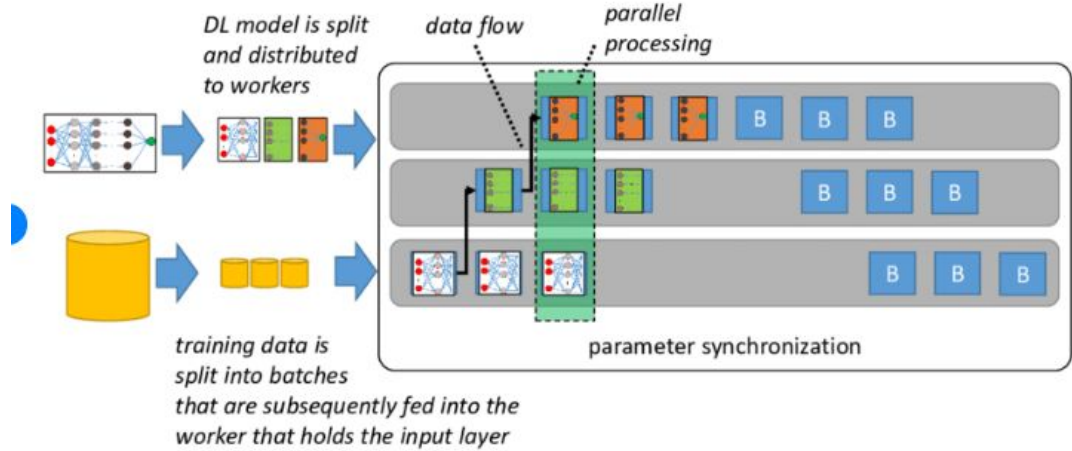 DL model is split
and distributed
to workers
data flow
parallel
processing
B B B
B B B
B B B
parameter synchronization
training data is
split into batches
that are subsequently fed into the
worker that holds the input layer